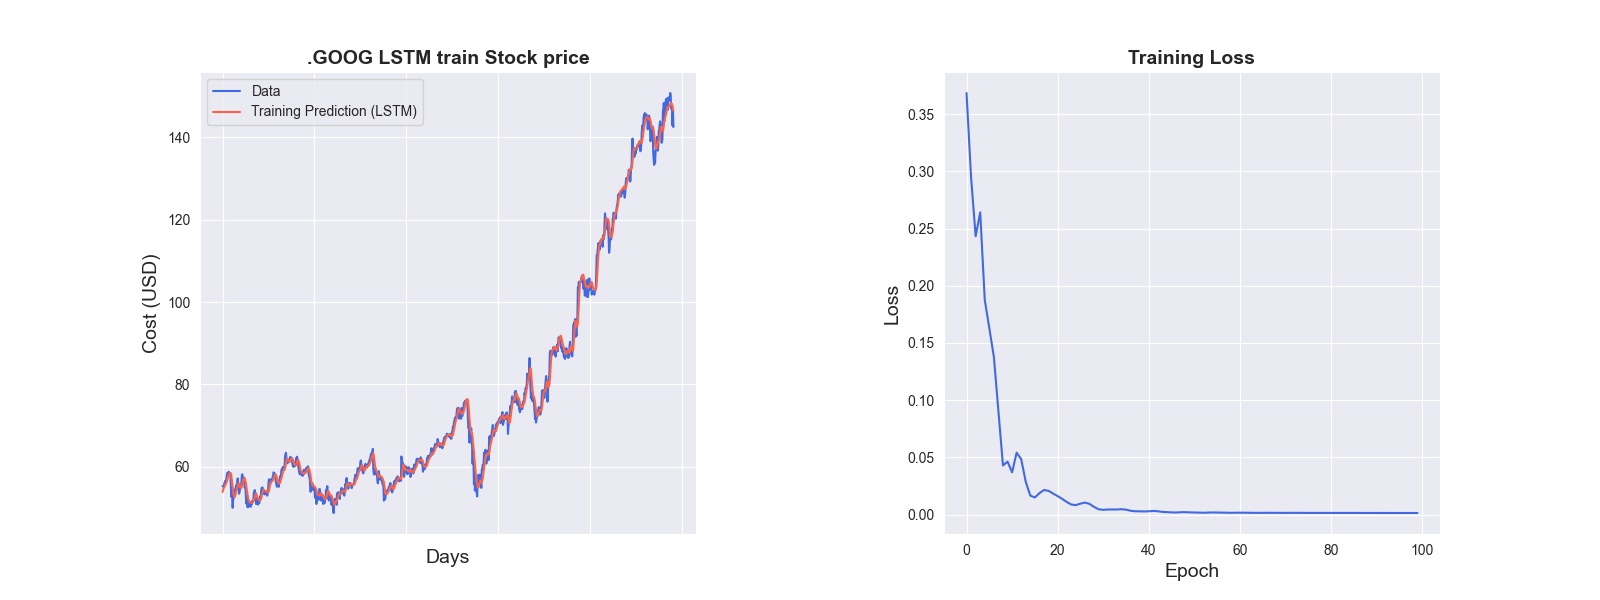 .GOOG LSTM train Stock price
Data
Training Prediction (LSTM)
140
120
100
80
60
Cost (USD)
Days
Training Loss
0.35
0.30
0.25
0.20
0.15
0.10
0.05
0.00
Loss
0 20 40 60 80 100
Epoch